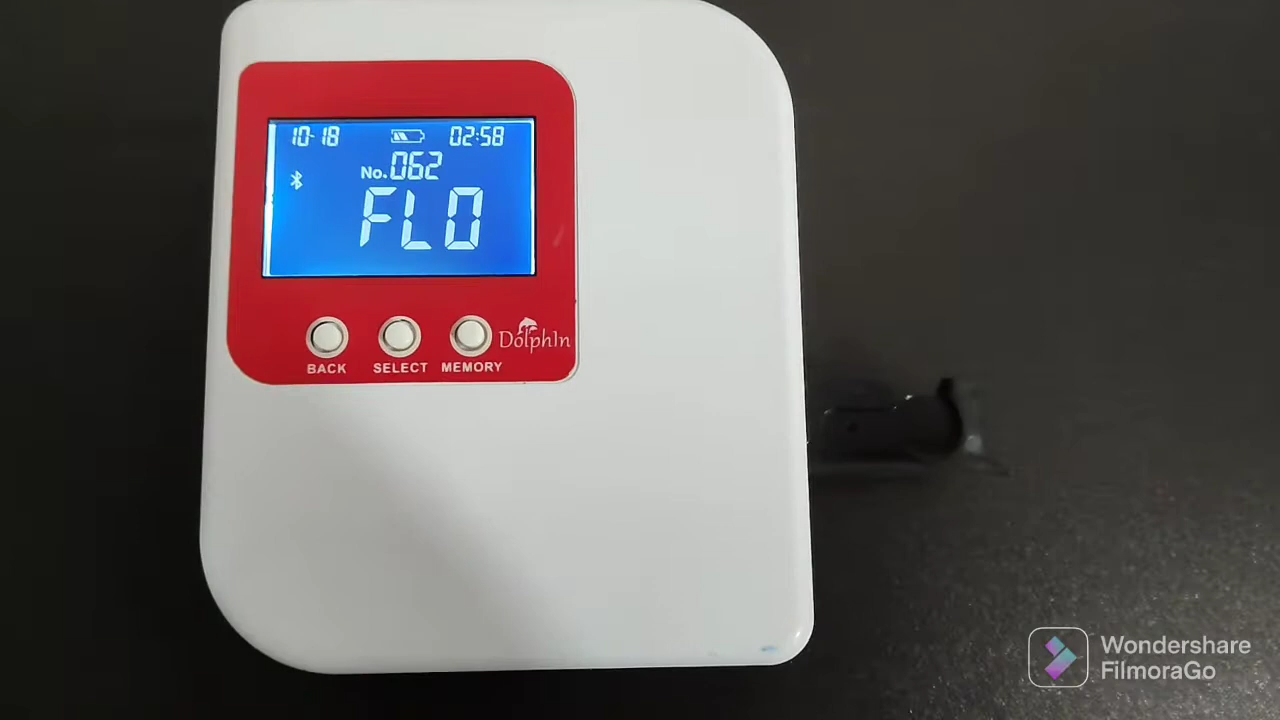 10-18 02:58
No.062
FLO
BACK SELECT MEMORY
DolphIn
Wondershare
FilmoraGo